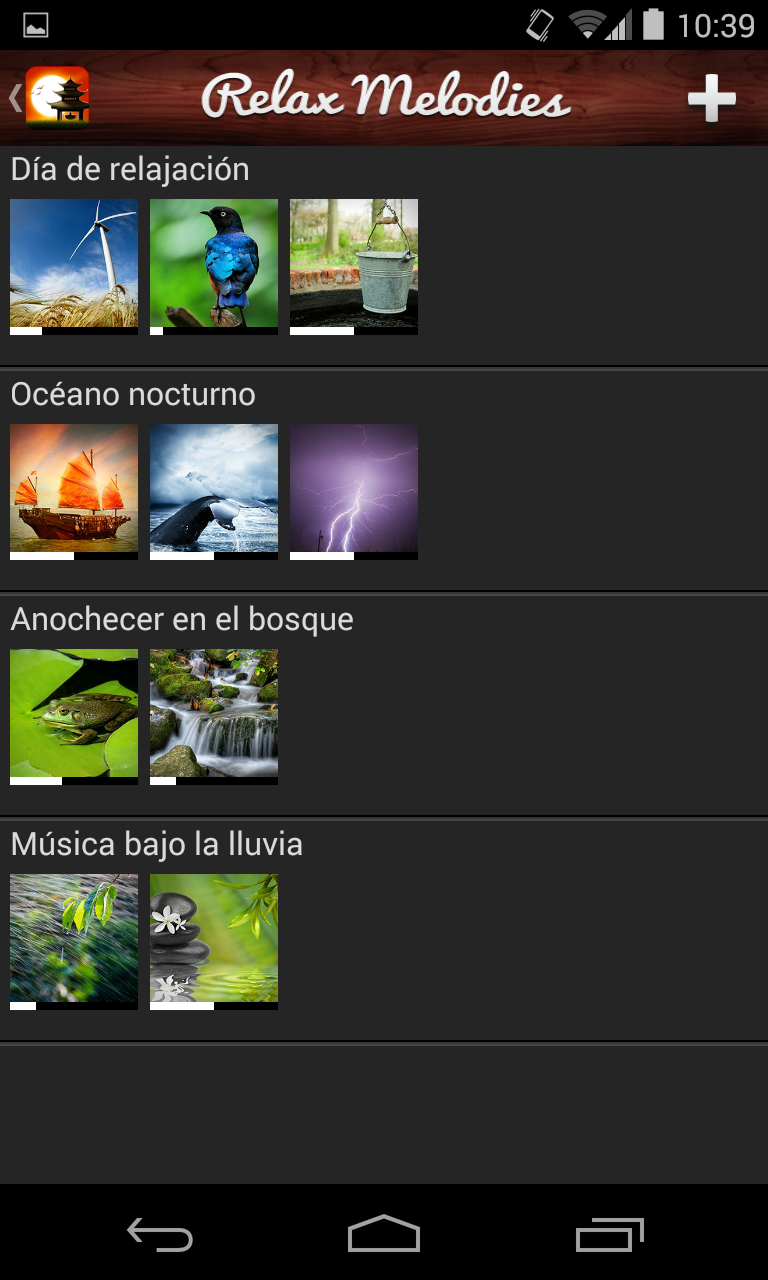 10:39
Relax Melodies
Día de relajación
Océano nocturno
Anochecer en el bosque
Música bajo la lluvia